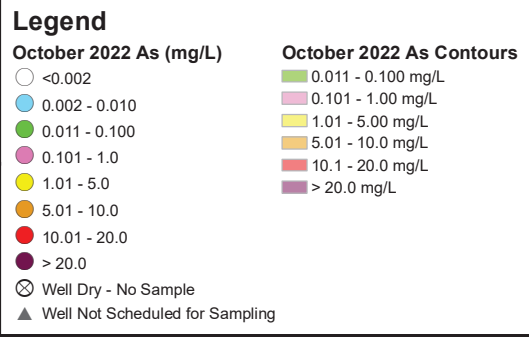 Legend
October 2022 As (mg/L)
<0.002
0.002 - 0.010
0.011 - 0.100
0.101 - 1.0
1.01 - 5.0
5.01 - 10.0
10.01 - 20.0
> 20.0
Well Dry - No Sample
Well Not Scheduled for Sampling
October 2022 As Contours
0.011 - 0.100 mg/L
0.101 - 1.00 mg/L
1.01 - 5.00 mg/L
5.01 - 10.0 mg/L
10.1 - 20.0 mg/L
> 20.0 mg/L